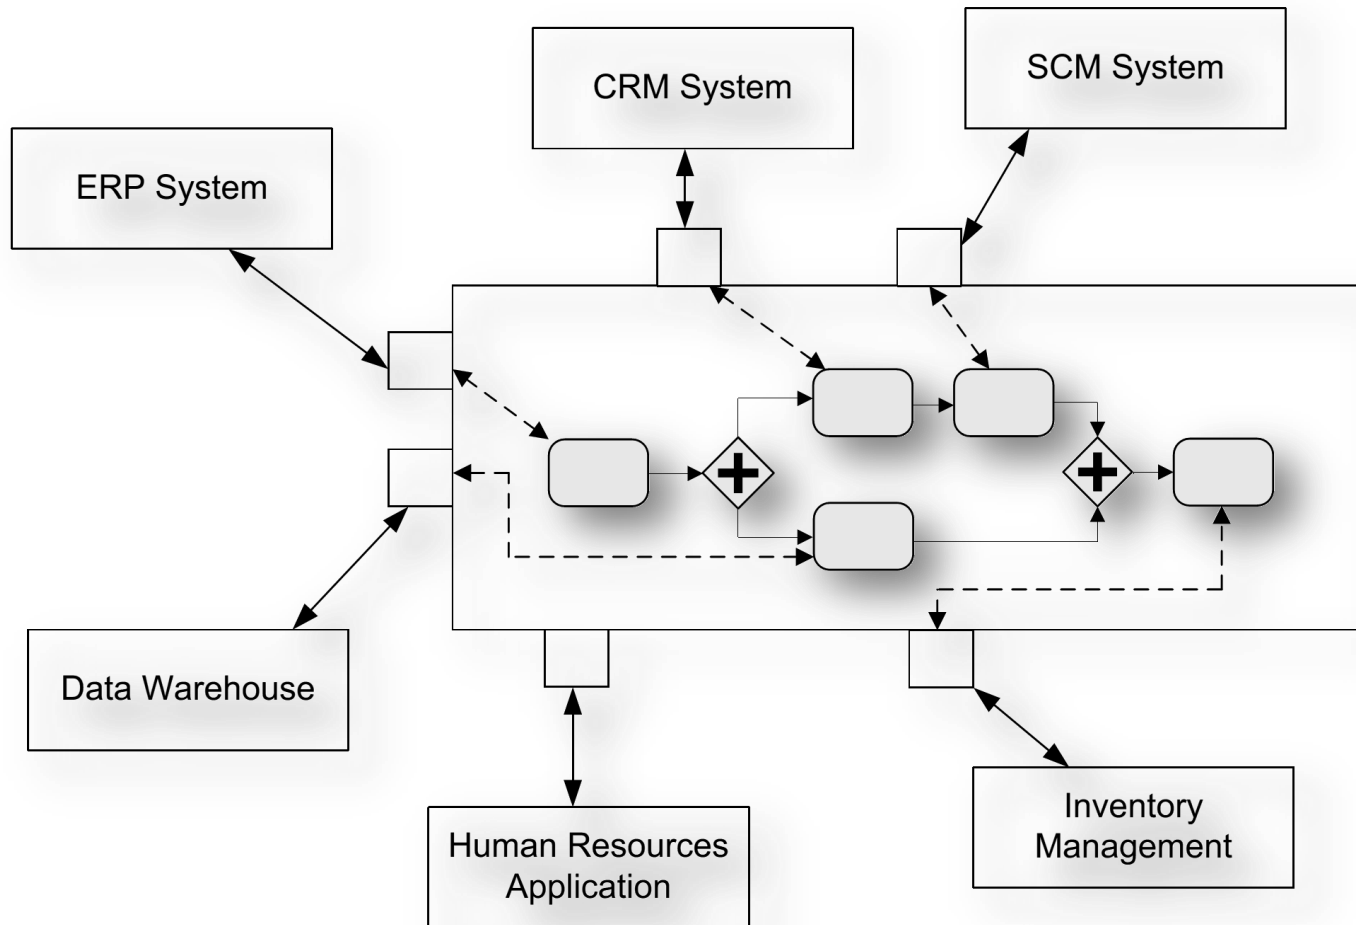 CRM System
SCM System
ERP System
Data Warehouse
Human Resources
Application
Inventory
Management